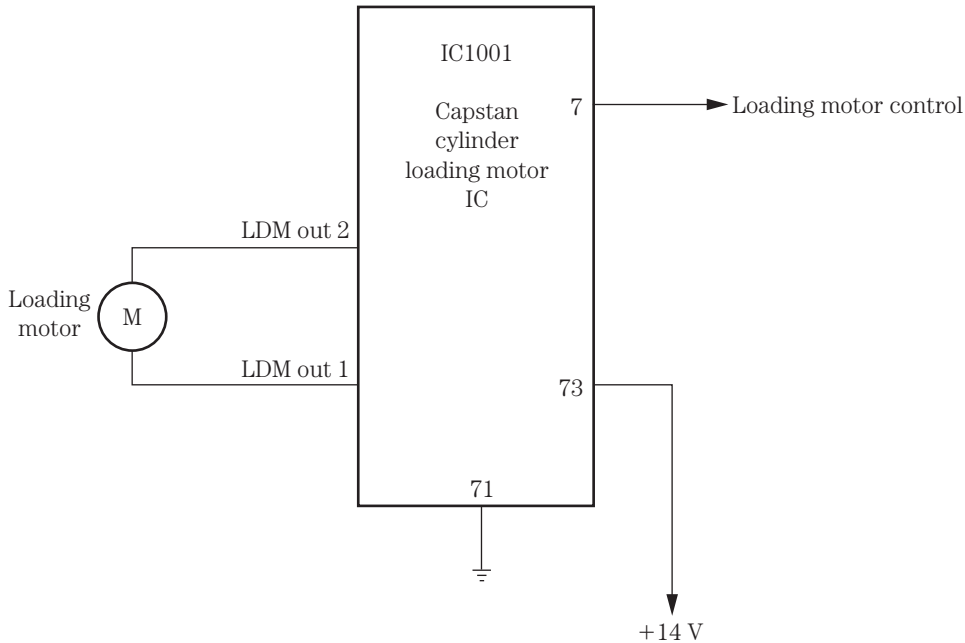 IC1001
Capstan
cylinder
loading motor
IC
7
Loading motor control
LDM out 2
Loading
motor
M
LDM out 1
73
71
+14 V